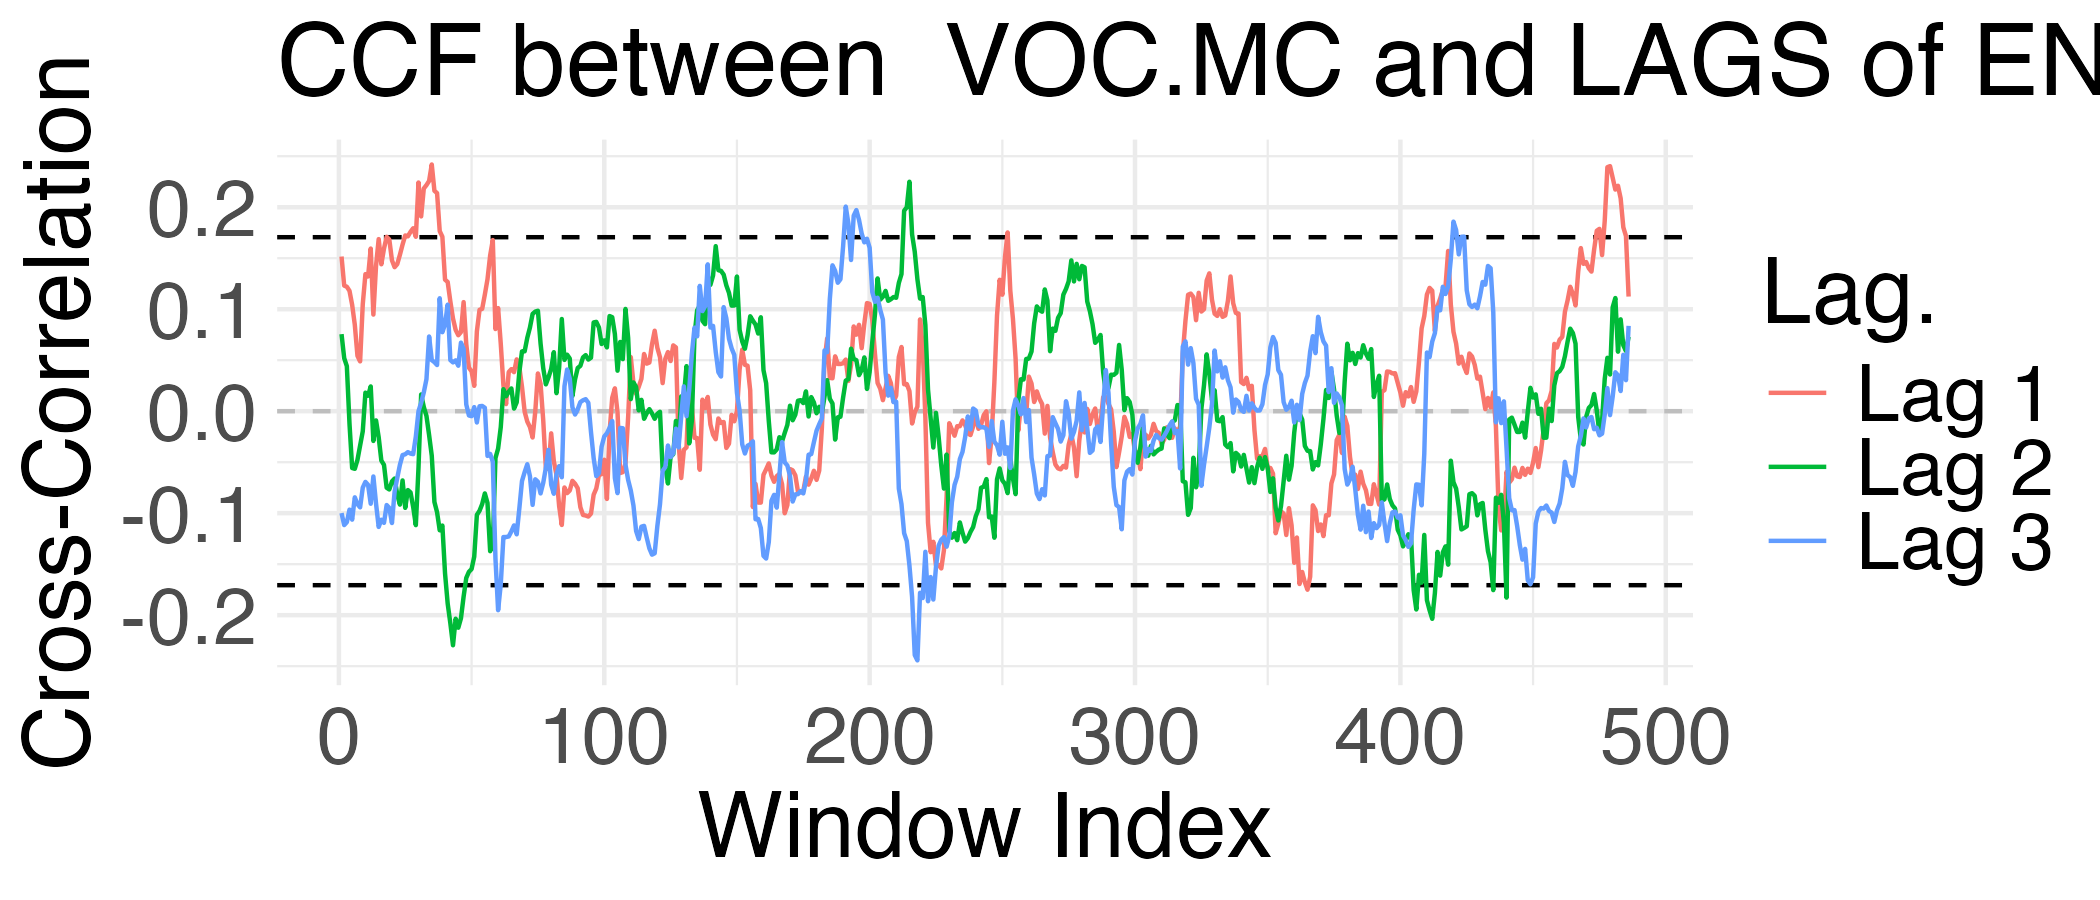 CCF between VOC.MC and LAGS of EN
Cross-Correlation
0.2
0.1
0.0
-0.1
-0.2
0 100 200 300 400 500
Window Index
Lag.
Lag 1
Lag 2
Lag 3